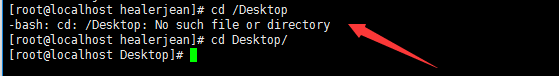 [root@localhost healerjean]# cd /Desktop
-bash: cd: /Desktop: No such file or directory
[root@localhost healerjean]# cd Desktop/
[root@localhost Desktop]#